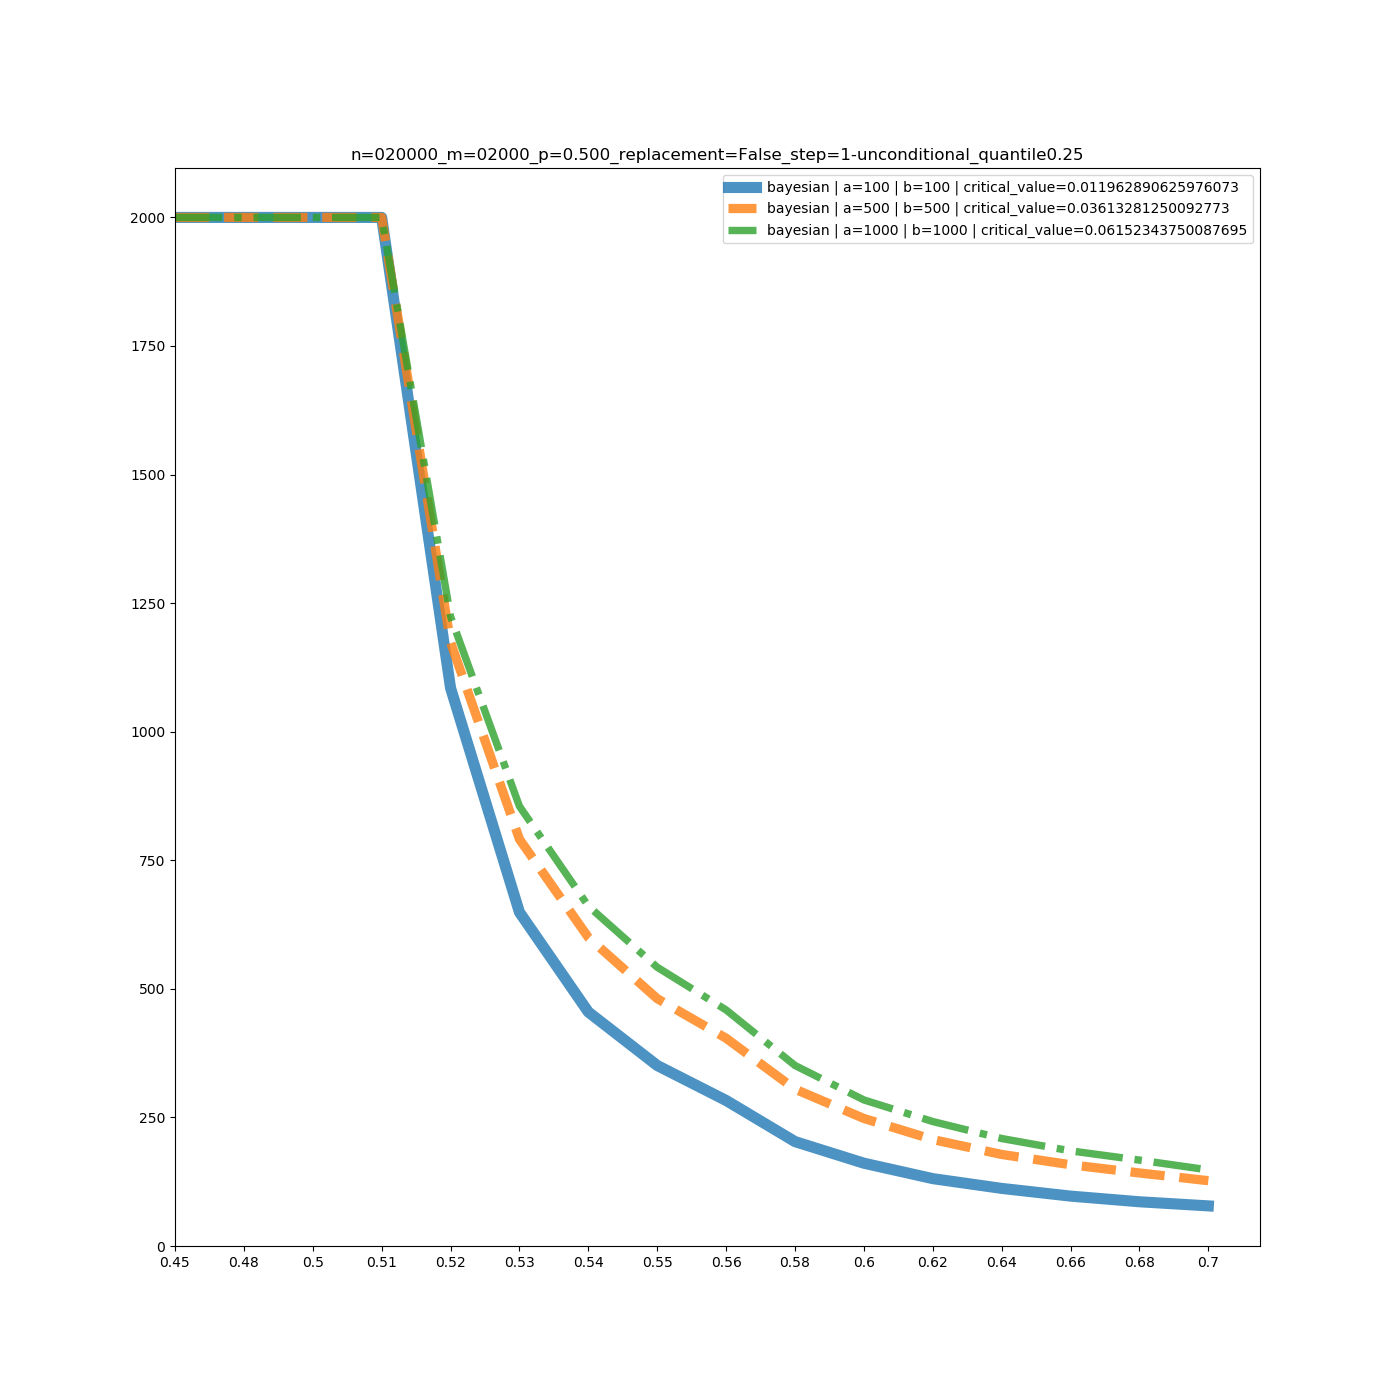 n=020000_m=02000_p=0.500_replacement=False_step=1-unconditional_quantile0.25
bayesian | a=100 | b=100 | critical_value=0.011962890625976073
bayesian | a=500 | b=500 | critical_value=0.03613281250092773
bayesian | a=1000 | b=1000 | critical_value=0.06152343750087695
2000
1750
1500
1250
1000
750
500
250
0
0.45 0.48 0.5 0.51 0.52 0.53 0.54 0.55 0.56 0.58 0.6 0.62 0.64 0.66 0.68 0.7